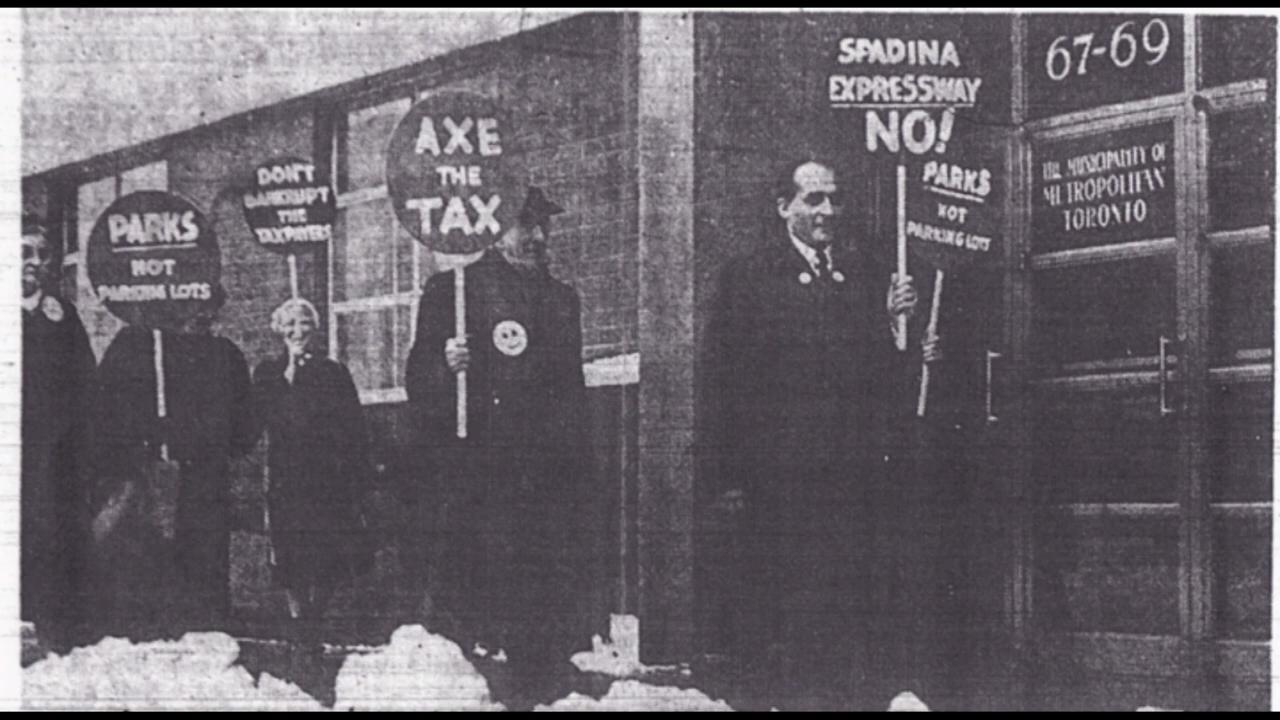 PARKS
NOT
PARKING LOTS
DON'T
BANKRUPT
THE
TAXPAYERS
AXE
THE
TAX
SPADINA
EXPRESSWAY
NO!
PARKS
NOT
PARKING LOTS
67-69
THE MUNICIPALITY OF
METROPOLITAN
TORONTO